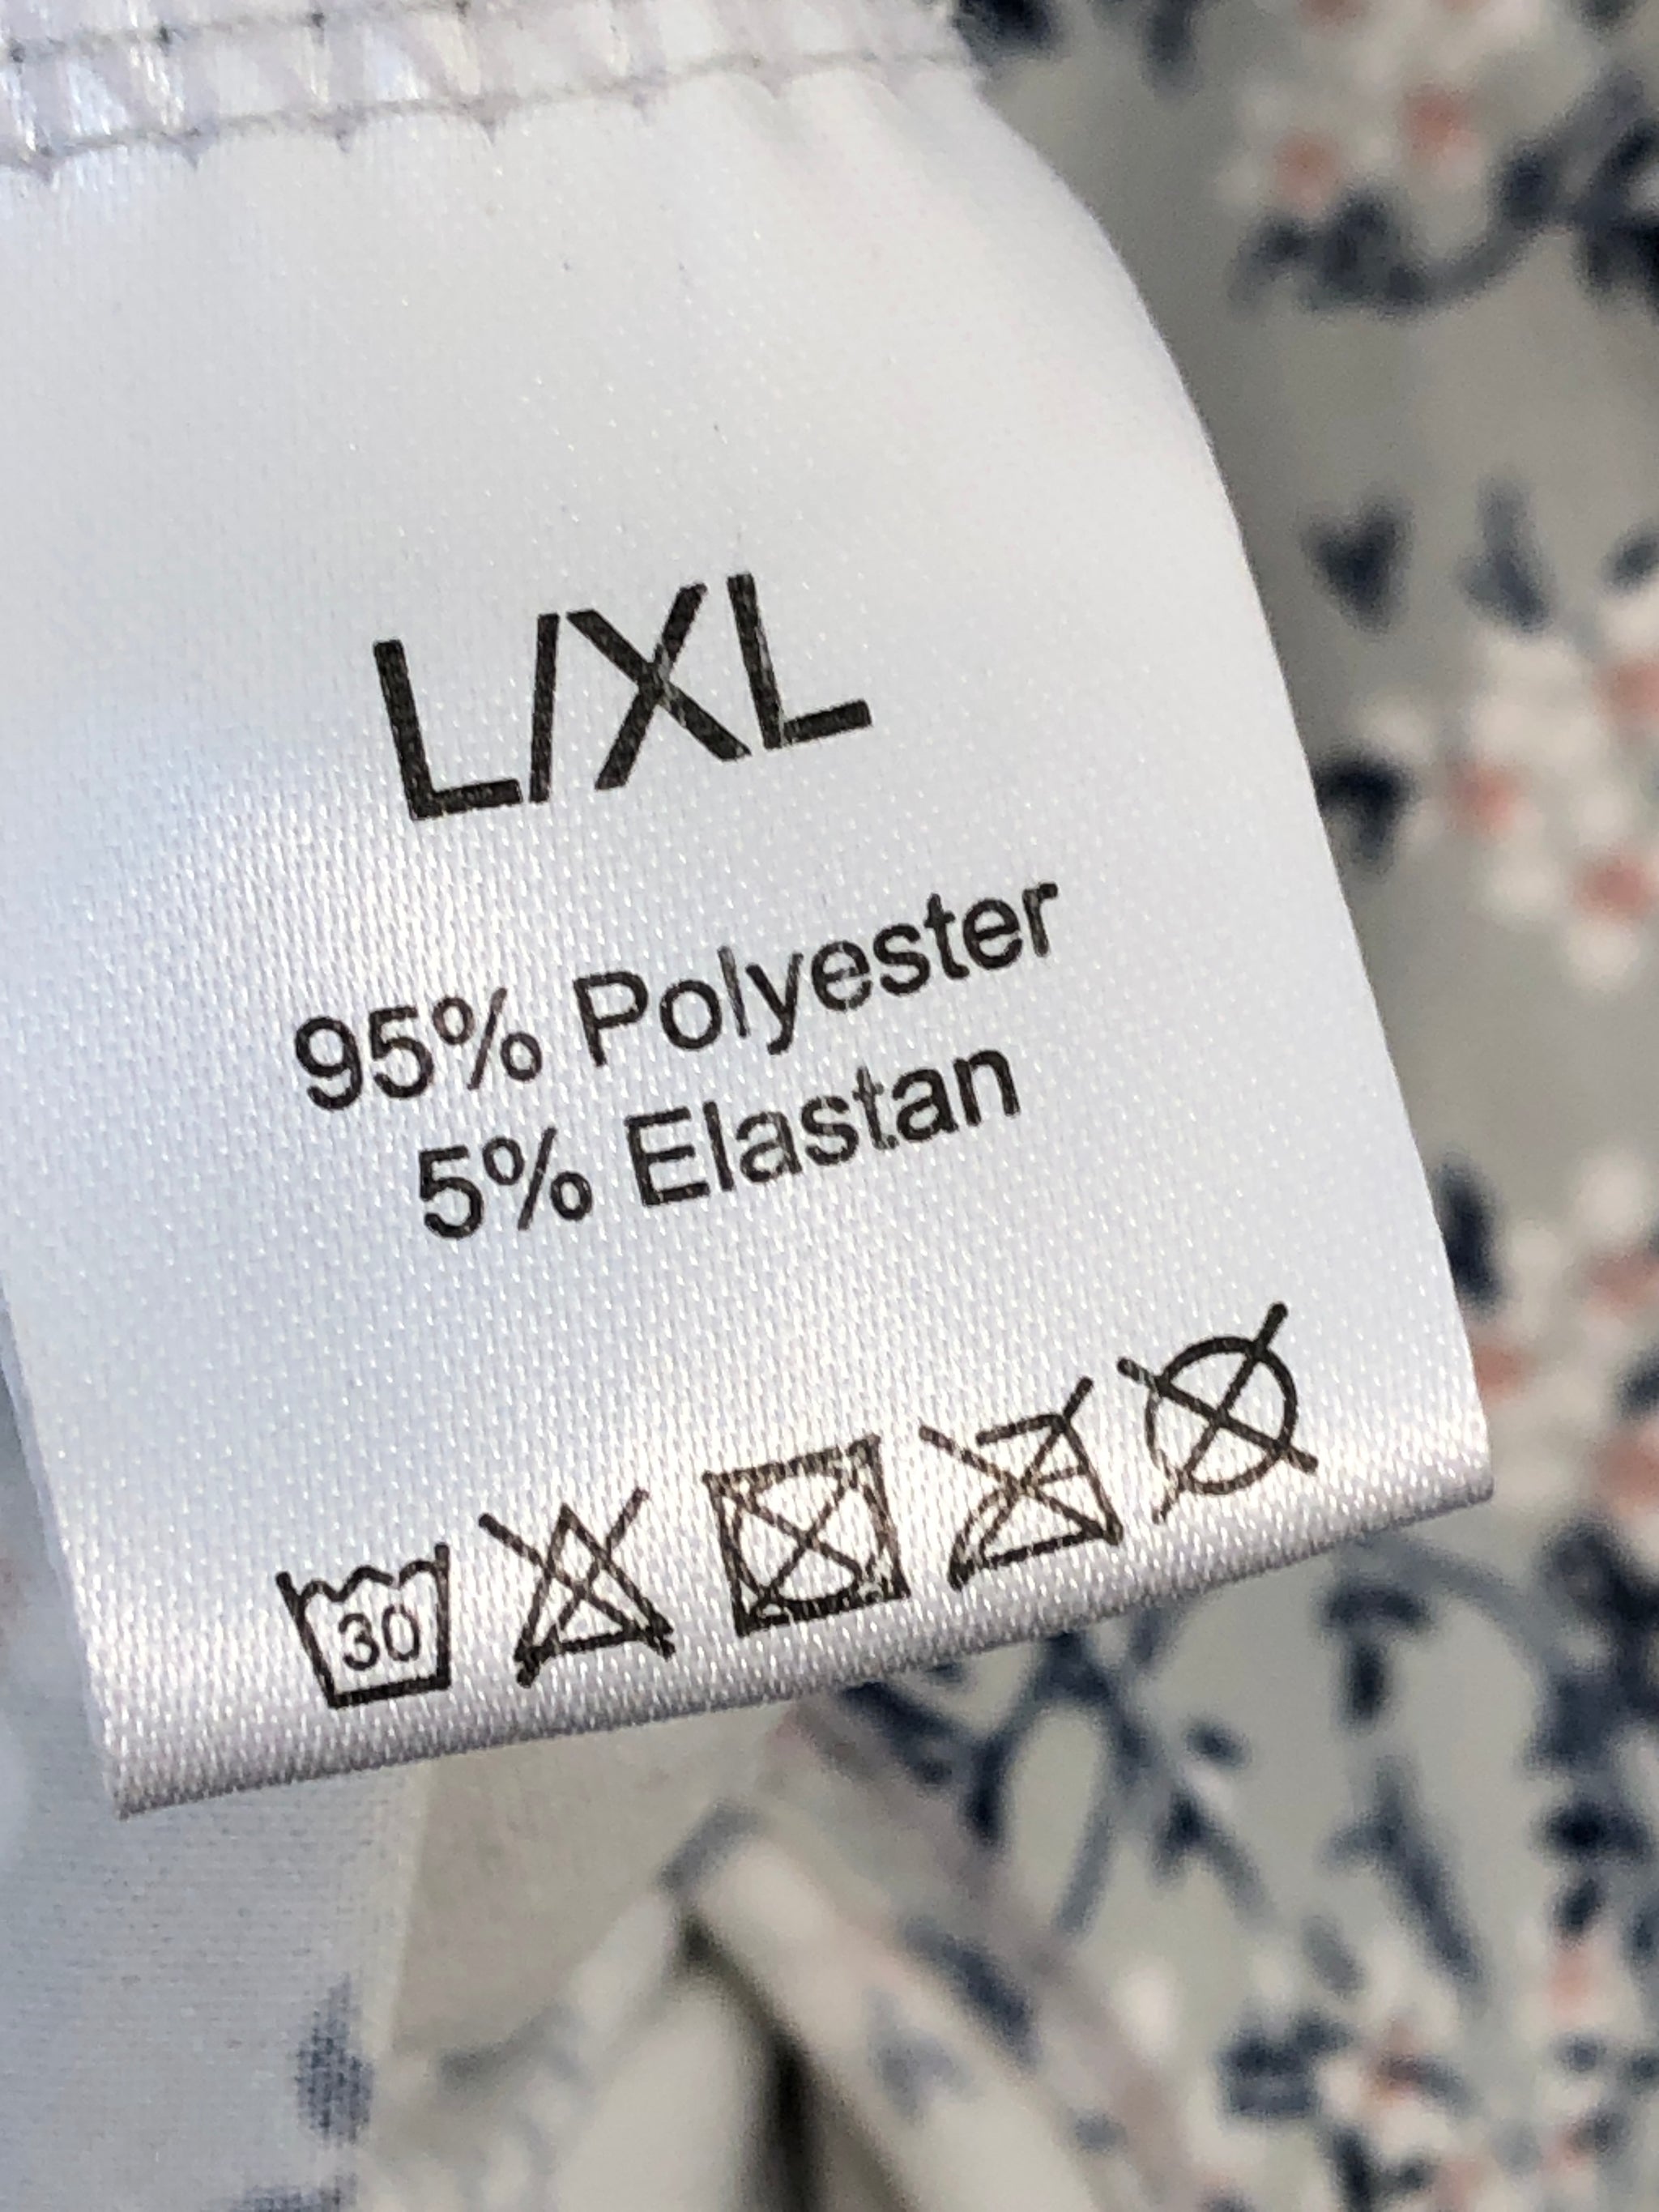 L/XL
95% Polyester
5% Elastan
30